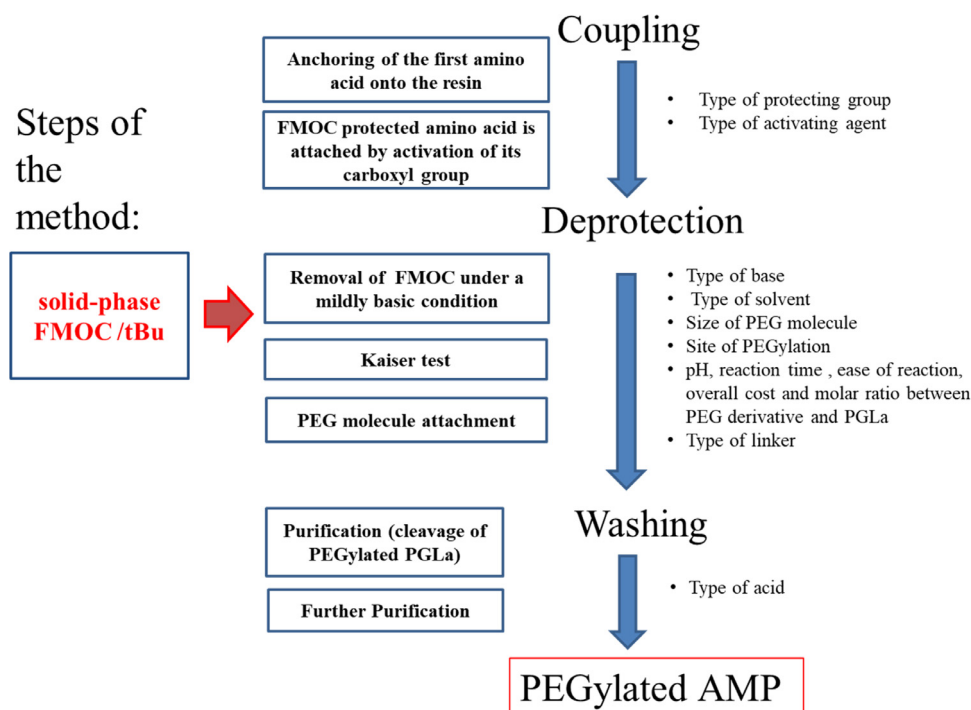 Steps of
the
method:
solid-phase
FMOC /tBu
Coupling
Anchoring of the first amino
acid onto the resin
FMOC protected amino acid is
attached by activation of its
carboxyl group
• Type of protecting group
• Type of activating agent
Deprotection
Removal of FMOC under a
mildly basic condition
Kaiser test
PEG molecule attachment
• Type of base
• Type of solvent
• Size of PEG molecule
• Site of PEGylation
• pH, reaction time , ease of reaction,
overall cost and molar ratio between
PEG derivative and PGLa
• Type of linker
Washing
Purification (cleavage of
PEGylated PGLa)
Further Purification
• Type of acid
PEGylated AMP